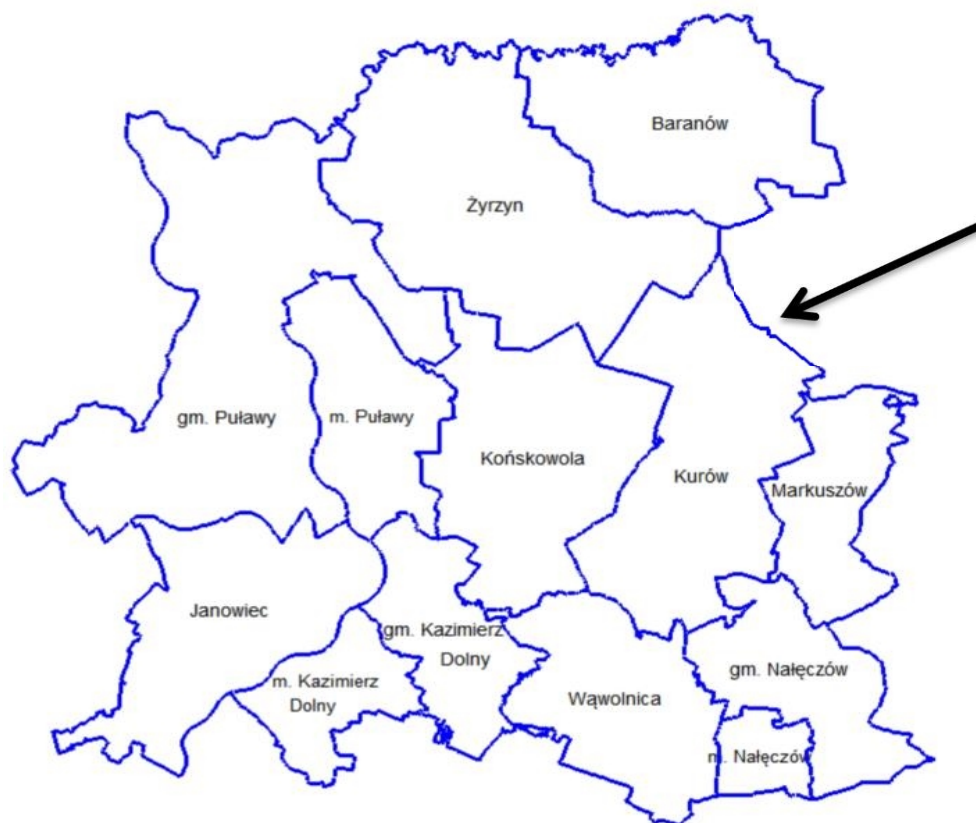 Baranów
Żyrzyn
gm. Puławy
m. Puławy
Końskowola
Kurów
Markuszów
Janowiec
gm. Kazimierz
Dolny
m. Kazimierz
Dolny
Wąwolnica
gm. Nałęczów
m. Nałęczów